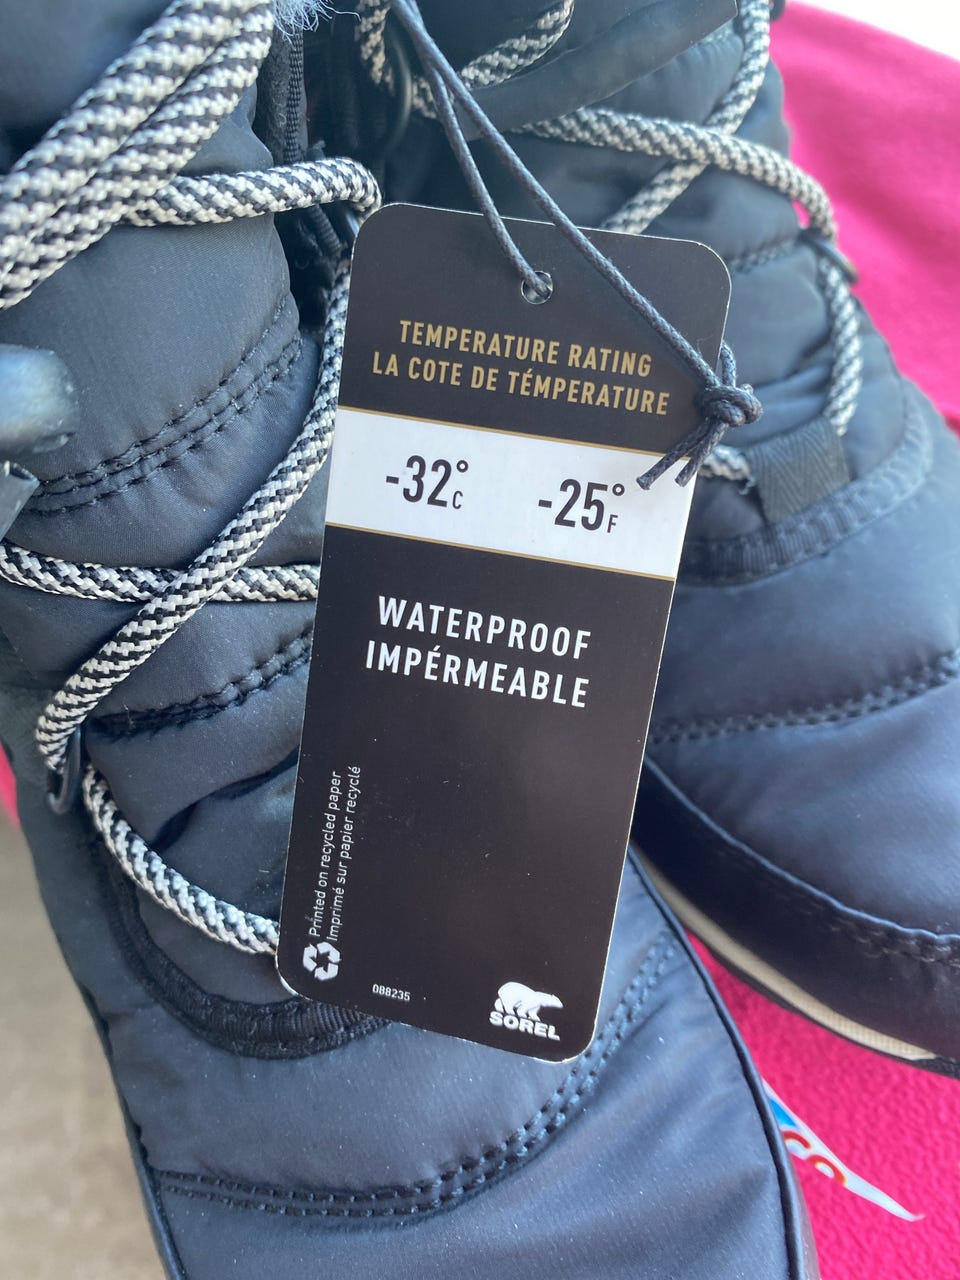 TEMPERATURE RATING
LA COTE DE TÉMPERATURE
-32°C -25°F
WATERPROOF
IMPÉRMEABLE
Printed on recycled paper
Imprimé sur papier recyclé
088235
SOREL